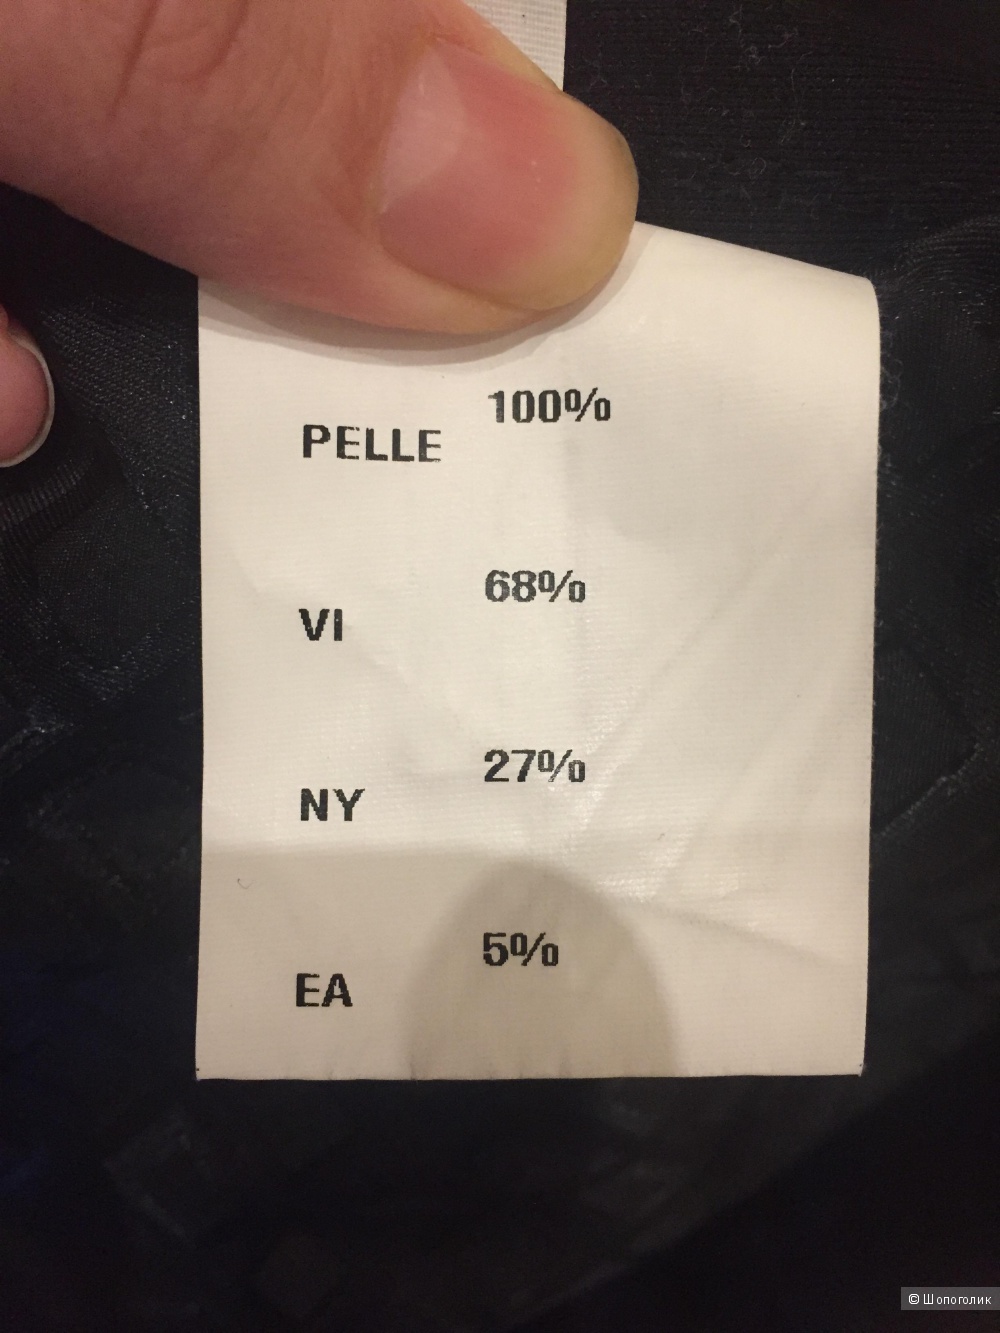 100%
PELLE
68%
VI
27%
NY
5%
EA
© Шопоголик